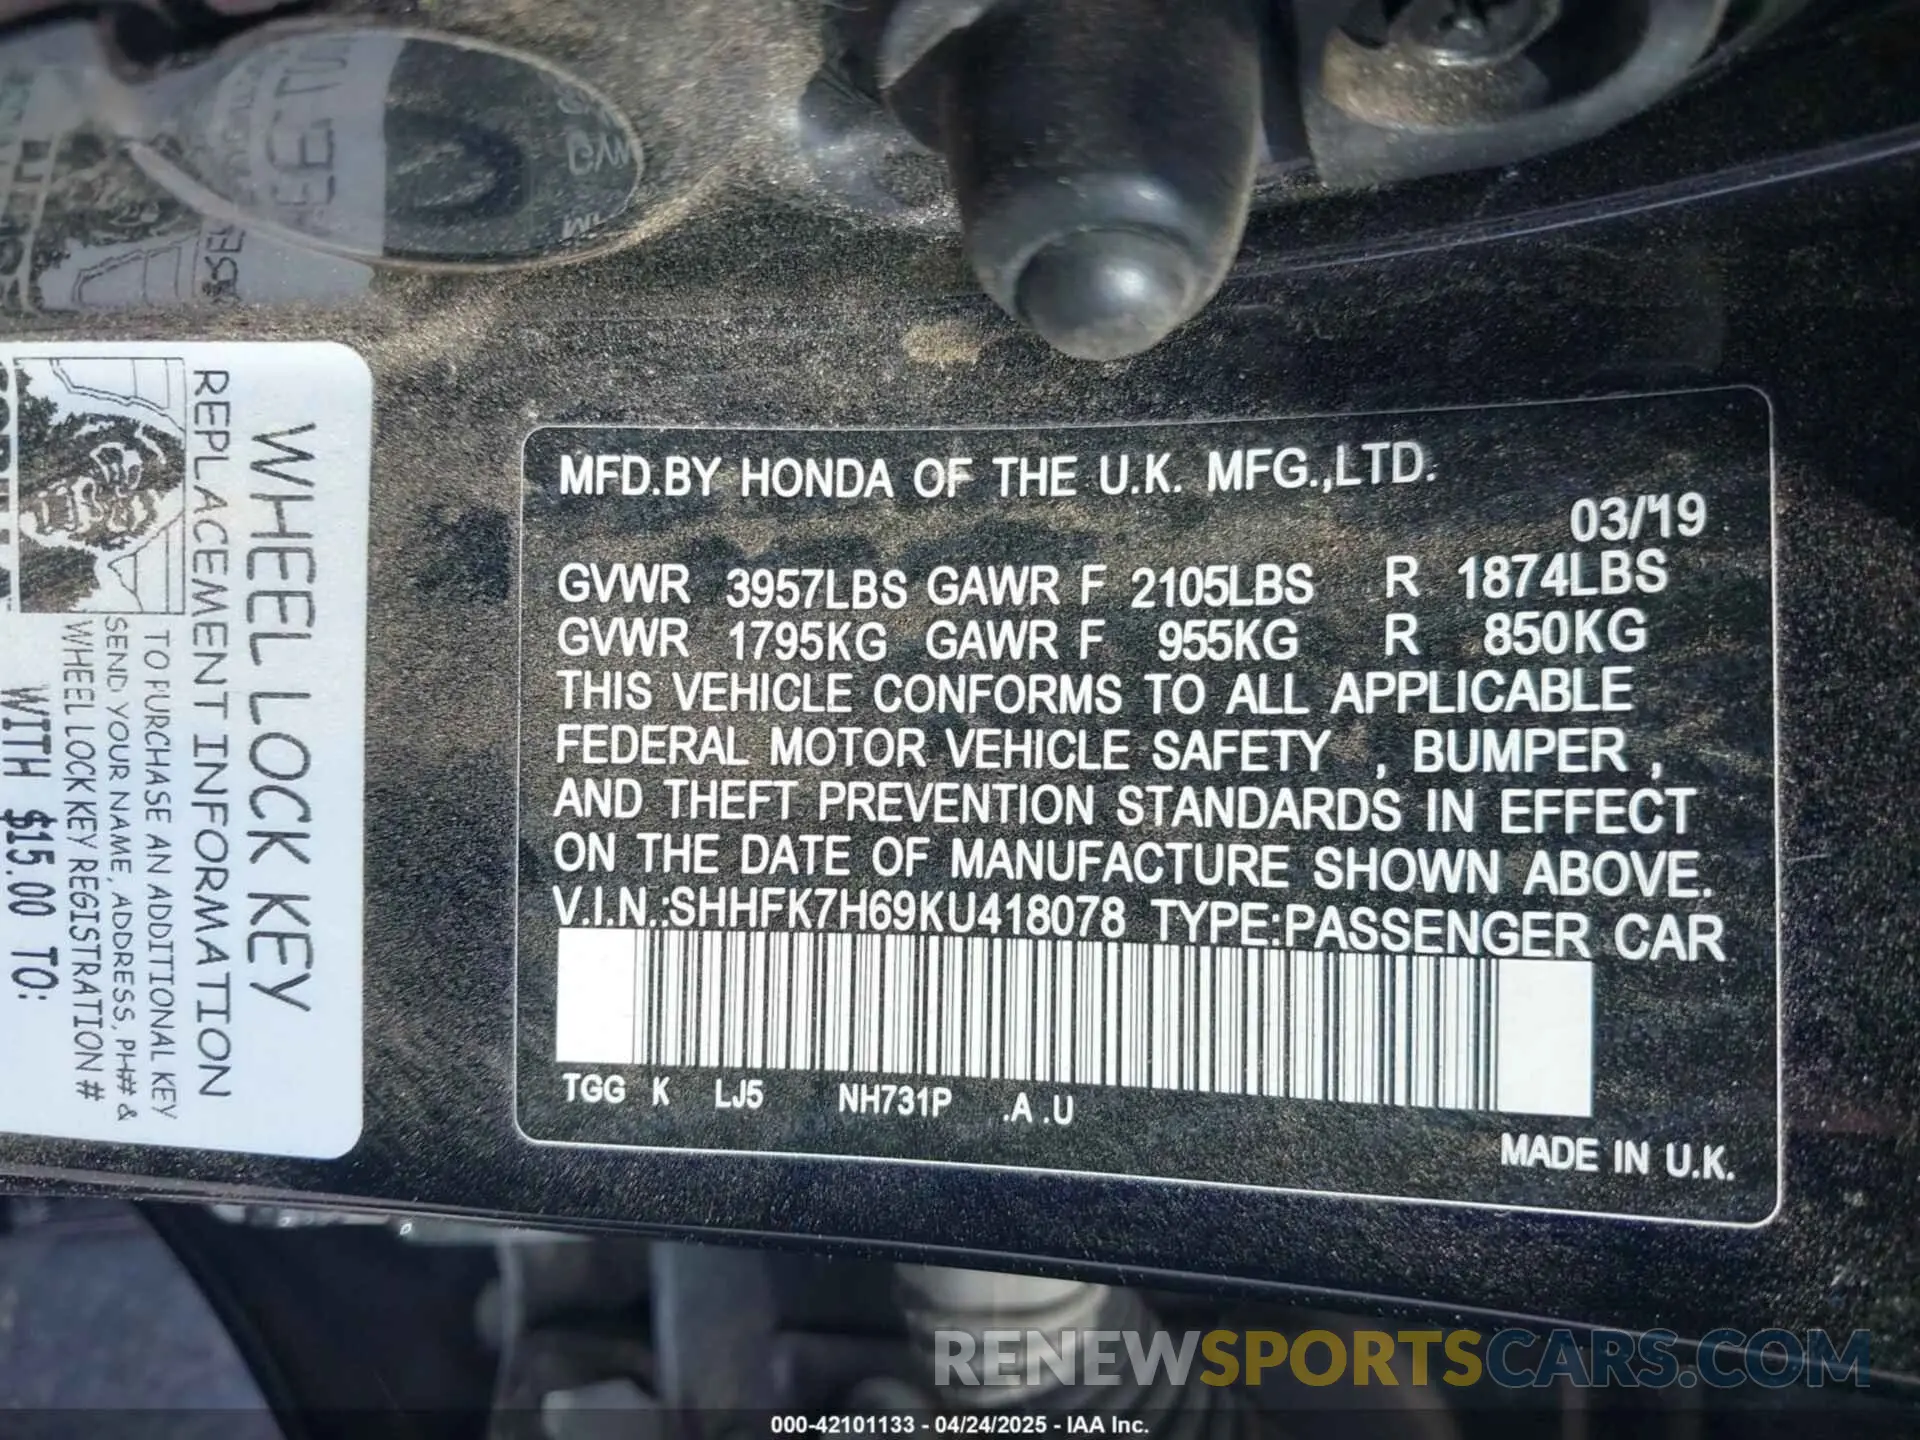 WHEEL LOCK KEY
REPLACEMENT INFORMATION
TO PURCHASE AN ADDITIONAL KEY
SEND YOUR NAME, ADDRESS, PH# &
WHEEL LOCK KEY REGISTRATION #
WITH $15.00 TO:
MFD.BY HONDA OF THE U.K. MFG.,LTD.
03/'19
GVWR 3957LBS GAWR F 2105LBS R 1874LBS
GVWR 1795KG GAWR F 955KG R 850KG
THIS VEHICLE CONFORMS TO ALL APPLICABLE
FEDERAL MOTOR VEHICLE SAFETY , BUMPER ,
AND THEFT PREVENTION STANDARDS IN EFFECT
ON THE DATE OF MANUFACTURE SHOWN ABOVE.
V.I.N.:SHHFK7H69KU418078 TYPE:PASSENGER CAR
TGG K LJ5 NH731P .A .U
MADE IN U.K.
RENEWSPORTSCARS.COM
000-42101133 - 04/24/2025 - IAA Inc.